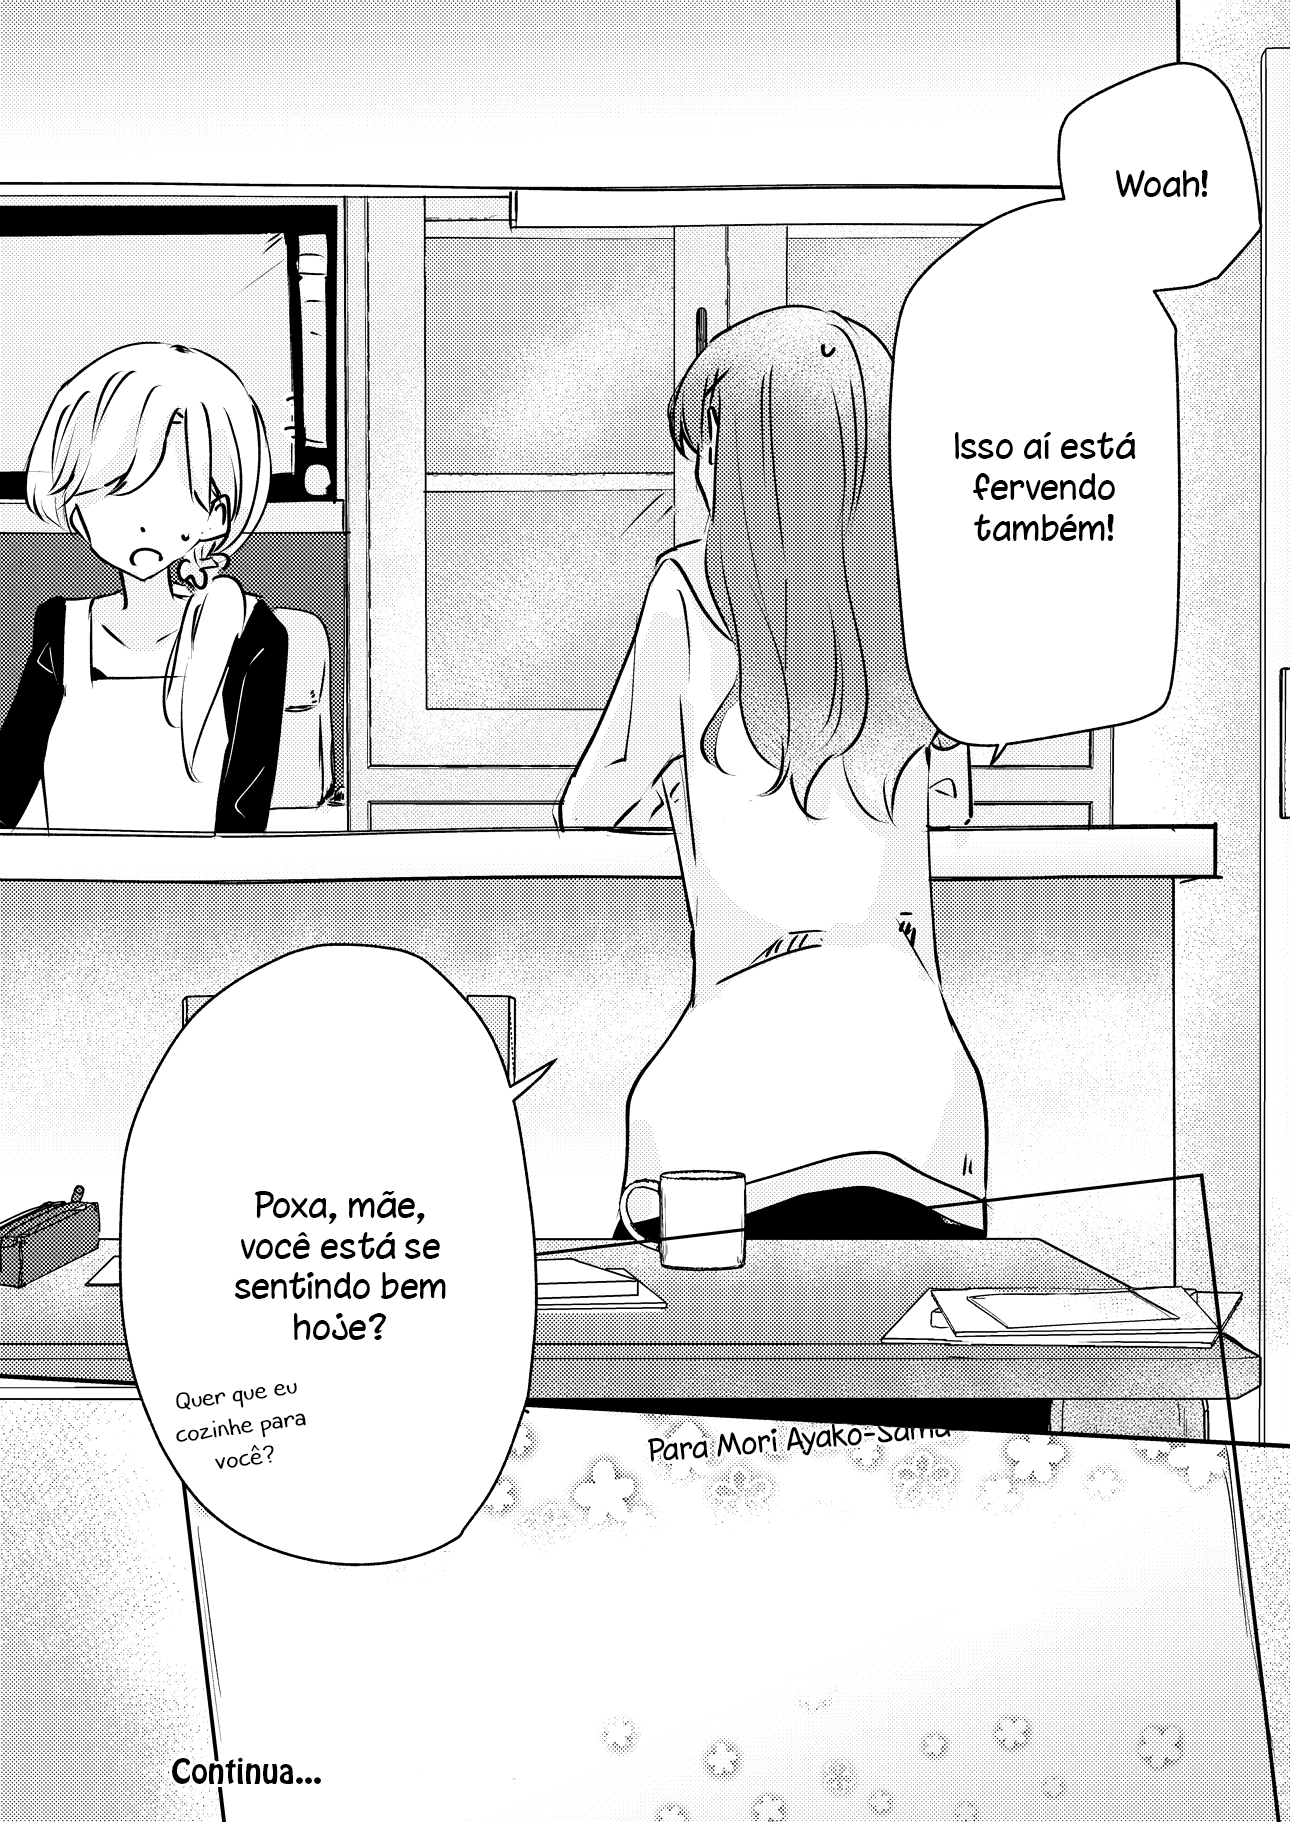 Woah!
Isso aí está
fervendo
também!
Poxa, mãe,
você está se
sentindo bem
hoje?
Quer que eu
cozinhe para
você?
Para Mori Ayako-sama
Continua...